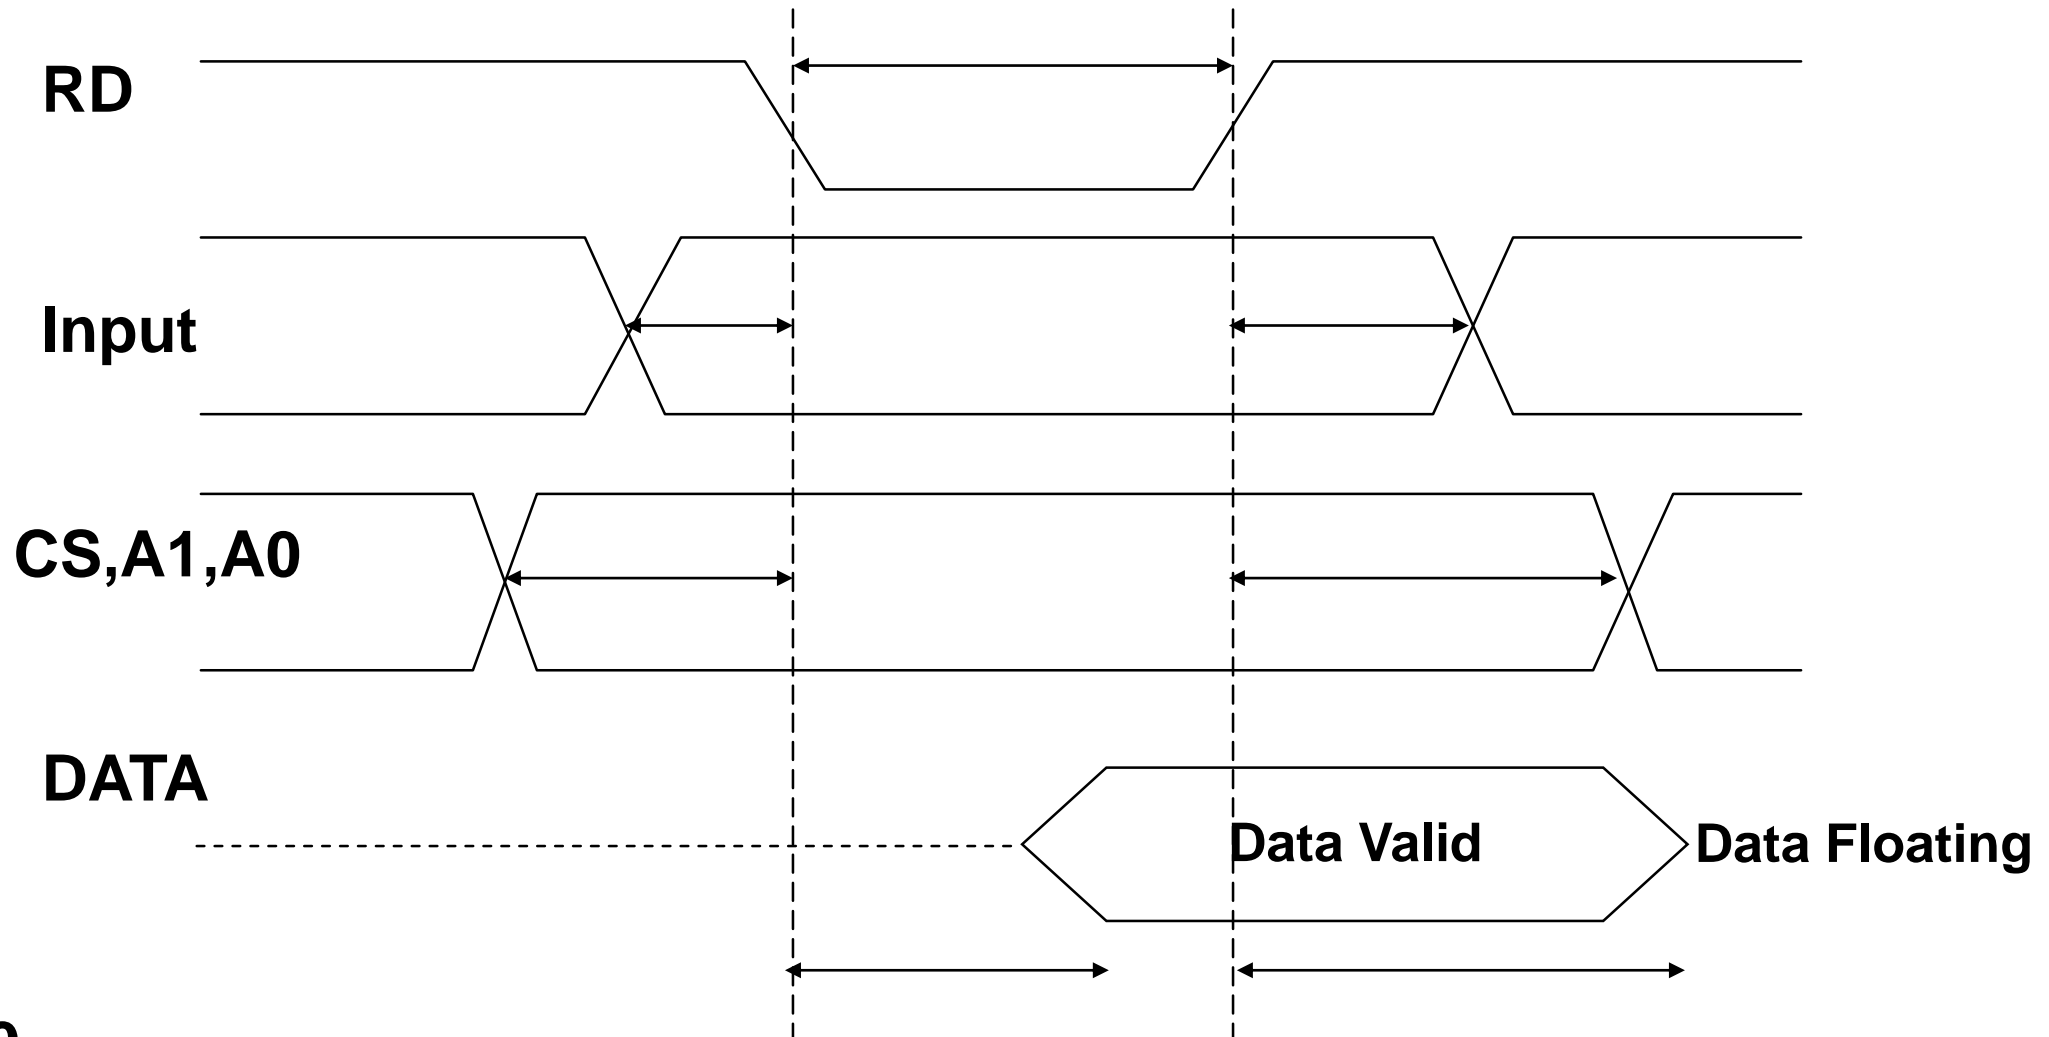 RD
Input
CS,A1,A0
DATA
Data Valid
Data Floating